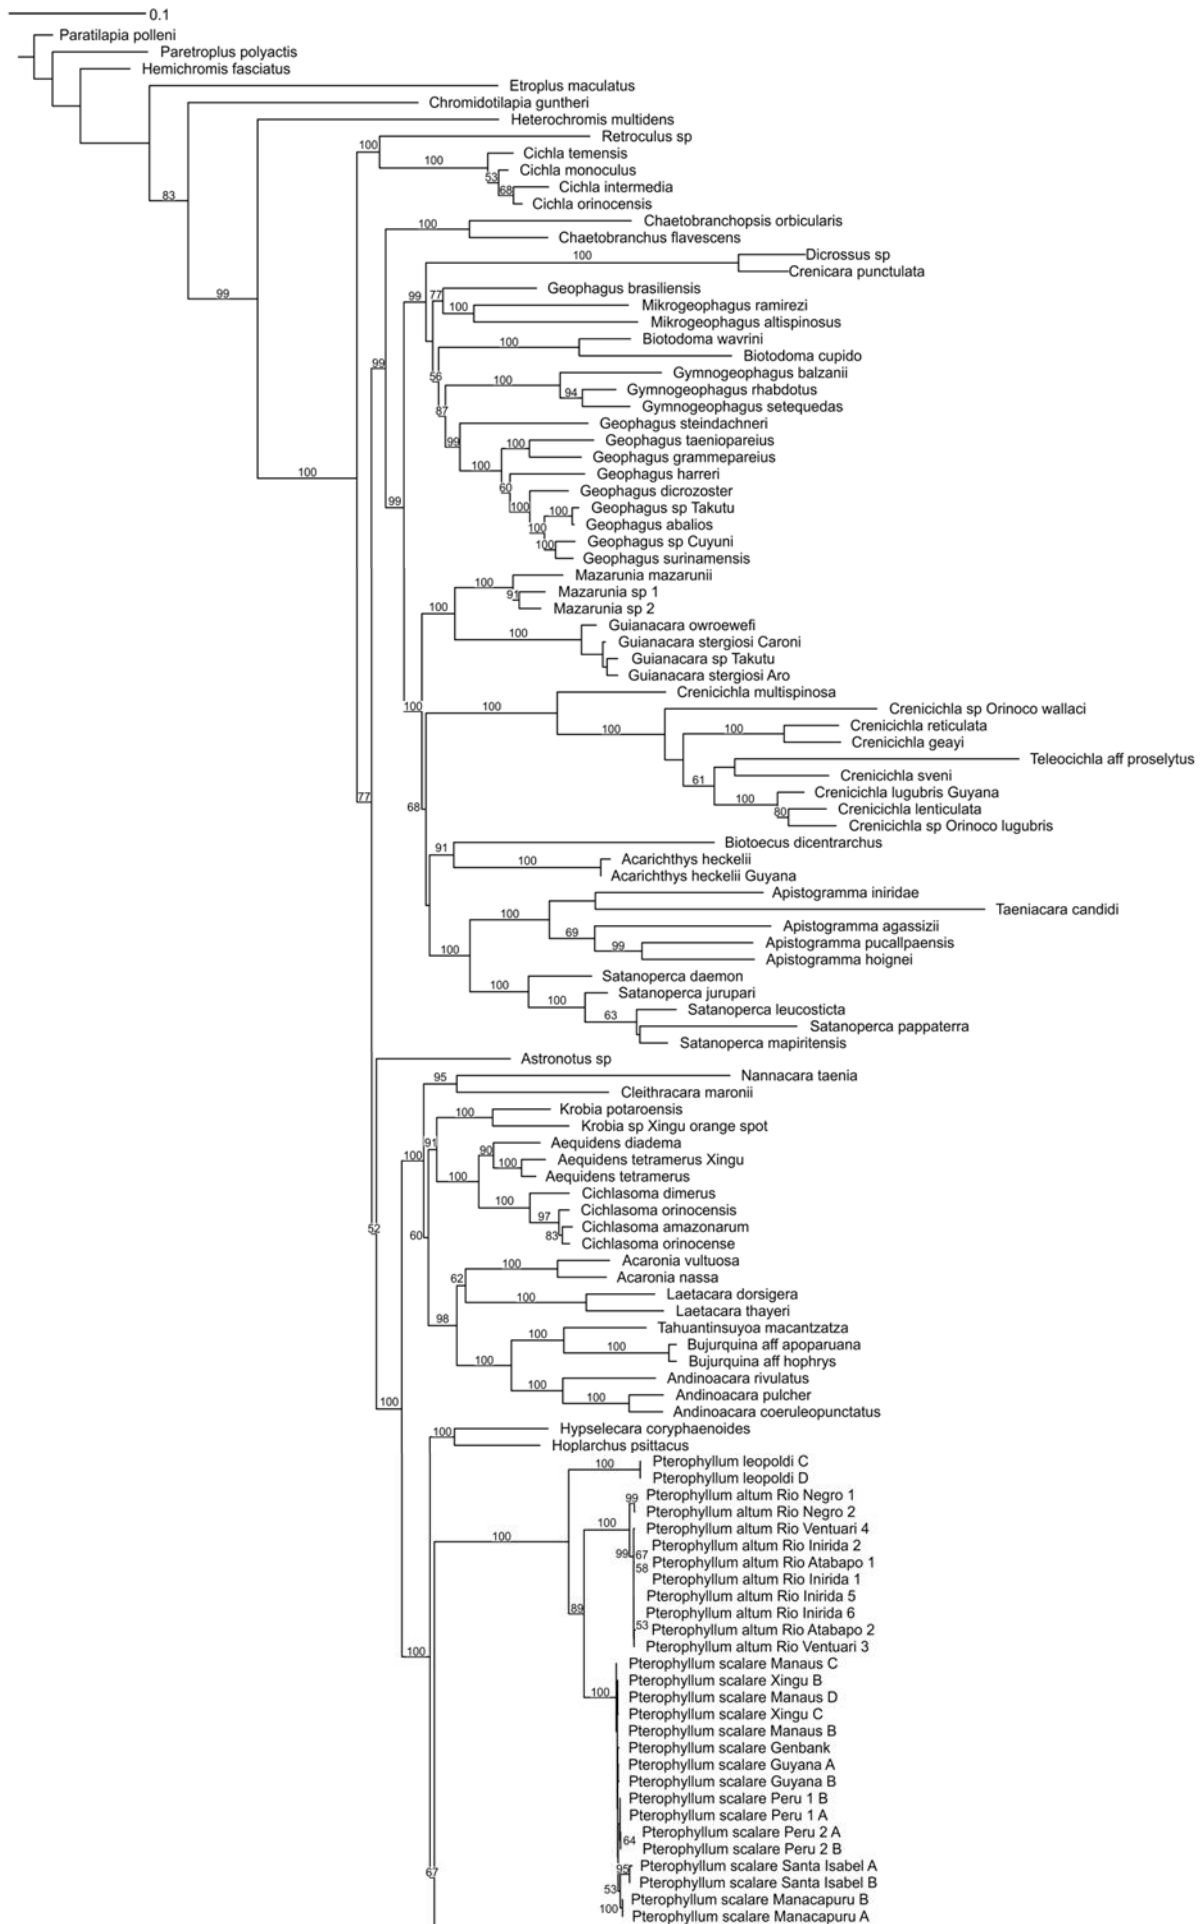 0.1
Paratilapia polleni
Paretroplus polyactis
Hemichromis fasciatus
Etroplus maculatus
Chromidotilapia guntheri
Heterochromis multidens
Retroculus sp
100
Cichla temensis
100
Cichla monoculus
53
Cichla intermedia
68
83
Cichla orinocensis
Chaetobranchopsis orbicularis
100
Chaetobranchus flavescens
Dicrossus sp
100
Crenicara punctulata
Geophagus brasiliensis
99
99
77
Mikrogeophagus ramirezi
100
Mikrogeophagus altispinosus
Biotodoma wavrini
100
Biotodoma cupido
99
Gymnogeophagus balzanii
56
100
Gymnogeophagus rhabdotus
94
Gymnogeophagus setequedas
87
Geophagus steindachneri
Geophagus taeniopareius
99
100
Geophagus grammepareius
100
100
Geophagus harreri
60
Geophagus dicrozoster
99
100
Geophagus sp Takutu
100
Geophagus abalios
100
Geophagus sp Cuyuni
100
Geophagus surinamensis
Mazarunia mazarunii
100
Mazarunia sp 1
91
Mazarunia sp 2
100
Guianacara owroewefi
100
Guianacara stergiosi Caroni
Guianacara sp Takutu
Guianacara stergiosi Aro
Crenicichla multispinosa
100
100
Crenicichla sp Orinoco wallaci
Crenicichla reticulata
100
100
Crenicichla geayi
Teleocichla aff proselytus
Crenicichla sveni
61
Crenicichla lugubris Guyana
77
100
Crenicichla lenticulata
68
80
Crenicichla sp Orinoco lugubris
Biotoecus dicentrarchus
91
Acarichthys heckelii
100
Acarichthys heckelii Guyana
Apistogramma iniridae
Taeniacara candidi
100
Apistogramma agassizii
69
Apistogramma pucallpaensis
99
Apistogramma hoignei
100
Satanoperca daemon
100
Satanoperca jurupari
100
Satanoperca leucosticta
63
Satanoperca pappaterra
Satanoperca mapiritensis
Astronotus sp
Nannacara taenia
95
Cleithracara maronii
Krobia potaroensis
100
Krobia sp Xingu orange spot
91
Aequidens diadema
90
100
Aequidens tetramerus Xingu
100
Aequidens tetramerus
100
Cichlasoma dimerus
100
Cichlasoma orinocensis
97
Cichlasoma amazonarum
52
60
83
Cichlasoma orinocense
Acaronia vultuosa
100
Acaronia nassa
62
Laetacara dorsigera
100
Laetacara thayeri
98
Tahuantinsuyoa macantzatza
100
Bujurquina aff apoparuana
100
Bujurquina aff hophrys
100
Andinoacara rivulatus
100
Andinoacara pulcher
100
100
Andinoacara coeruleopunctatus
Hypselecara coryphaenoides
100
Hoplarchus psittacus
Pterophyllum leopoldi C
100
Pterophyllum leopoldi D
Pterophyllum altum Rio Negro 1
99
Pterophyllum altum Rio Negro 2
100
Pterophyllum altum Rio Ventuari 4
100
Pterophyllum altum Rio Inirida 2
99
67
Pterophyllum altum Rio Atabapo 1
58
Pterophyllum altum Rio Inirida 1
Pterophyllum altum Rio Inirida 5
89
Pterophyllum altum Rio Inirida 6
53
Pterophyllum altum Rio Atabapo 2
Pterophyllum altum Rio Ventuari 3
100
Pterophyllum scalare Manaus C
Pterophyllum scalare Xingu B
100
Pterophyllum scalare Manaus D
Pterophyllum scalare Xingu C
Pterophyllum scalare Manaus B
Pterophyllum scalare Genbank
Pterophyllum scalare Guyana A
Pterophyllum scalare Guyana B
Pterophyllum scalare Peru 1 B
Pterophyllum scalare Peru 1 A
Pterophyllum scalare Peru 2 A
64
Pterophyllum scalare Peru 2 B
67
95
Pterophyllum scalare Santa Isabel A
Pterophyllum scalare Santa Isabel B
53
Pterophyllum scalare Manacapuru B
100
Pterophyllum scalare Manacapuru A